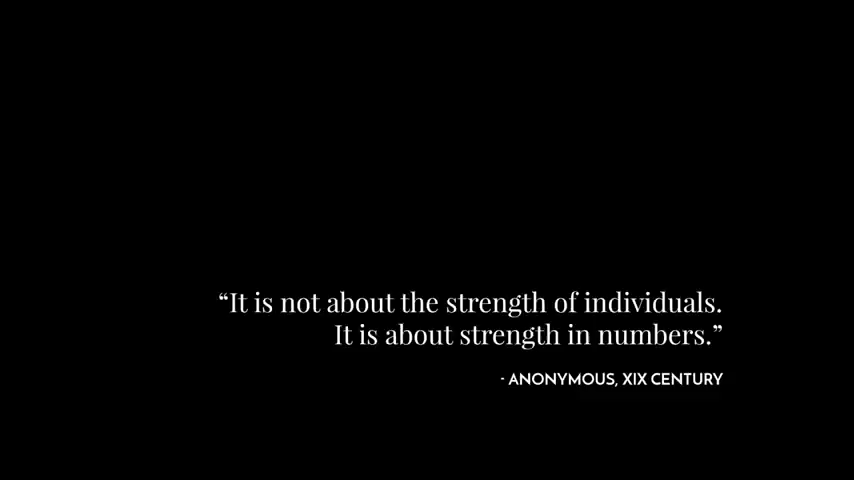 “It is not about the strength of individuals.
It is about strength in numbers.”
- ANONYMOUS, XIX CENTURY